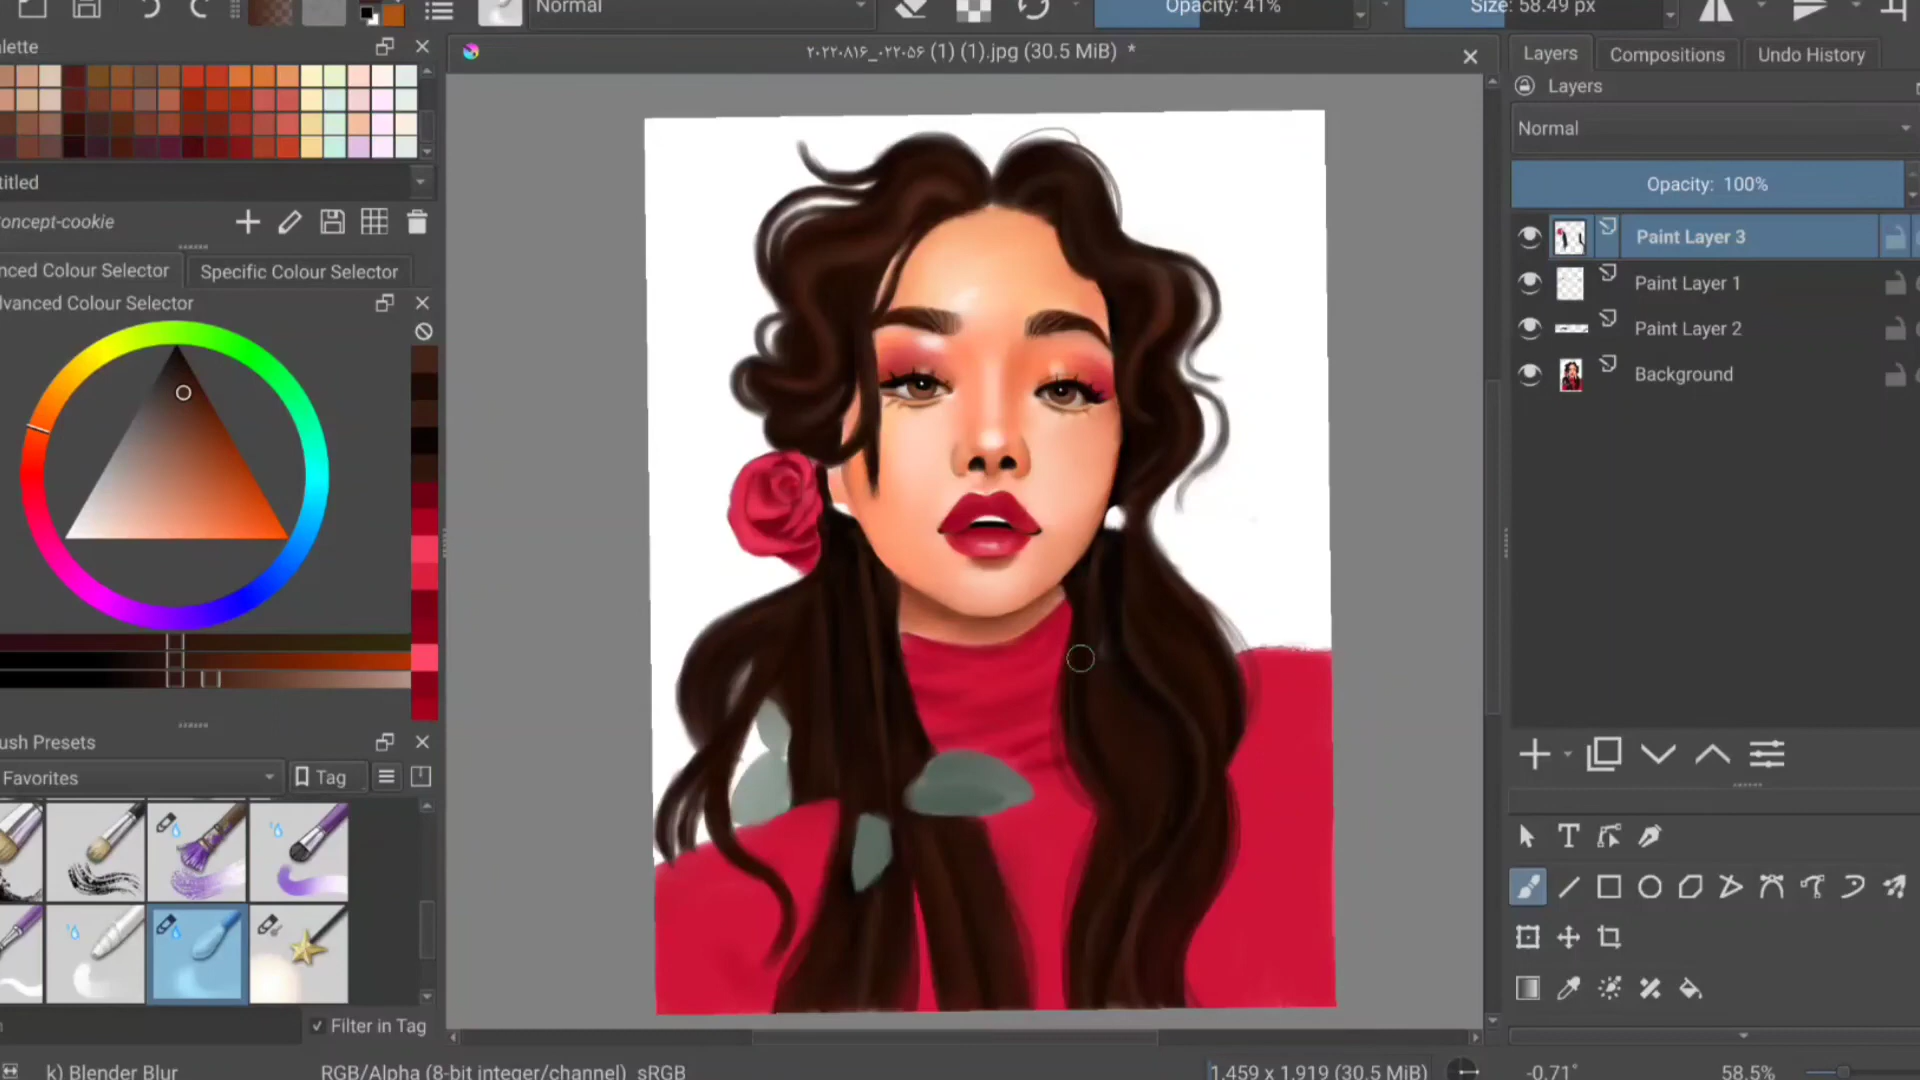 Normal
Opacity: 41%
Size: 58.49 px
lette
۲۰۲۲۰۸۱۶_۰۲۲۰۵۶ (1) (1).jpg (30.5 MiB) *
Layers
Compositions
Undo History
Layers
Normal
Opacity: 100%
titled
oncept-cookie
Paint Layer 3
Paint Layer 1
Paint Layer 2
Background
nced Colour Selector
Specific Colour Selector
dvanced Colour Selector
ush Presets
Favorites
Tag
Filter in Tag
k) Blender Blur
RGB/Alpha (8-bit integer/channel) sRGB
1,459 x 1,919 (30.5 MiB)
-0.71°
58.5%